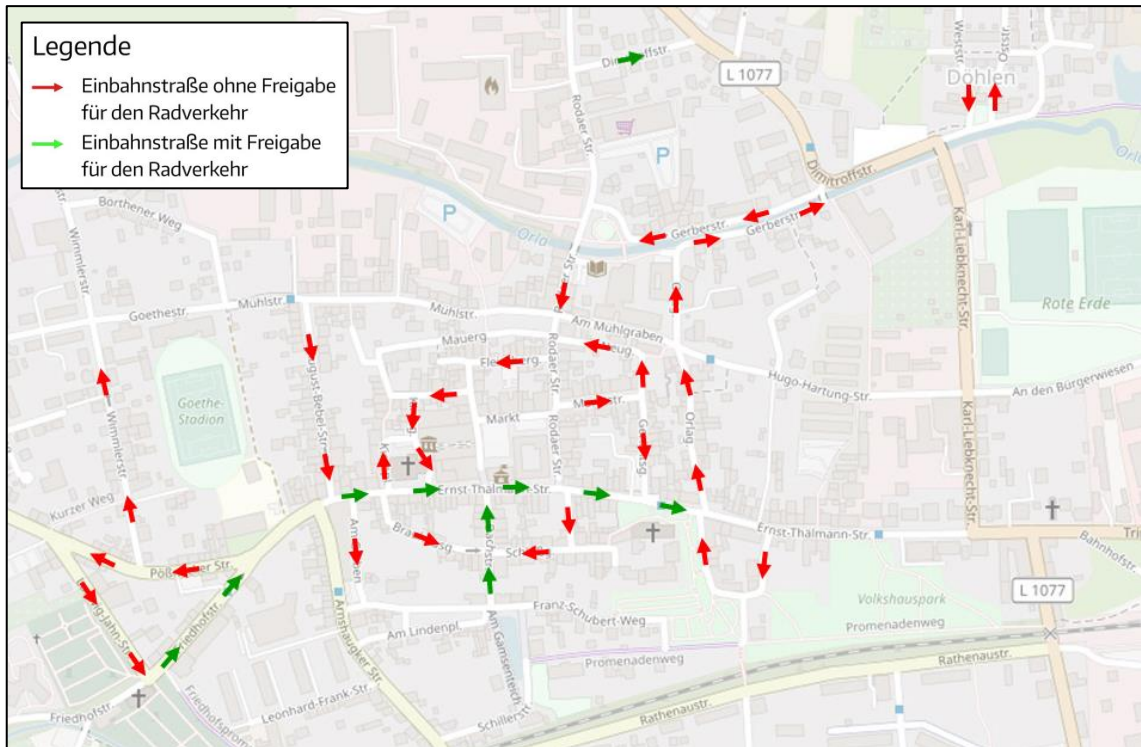 Legende
Einbahnstraße ohne Freigabe
für den Radverkehr
Einbahnstraße mit Freigabe
für den Radverkehr
L 1077
Weststr
Oststr.
Döhlen
Rodaer Str.
Borthener Weg
Wimmlerstr
P
P
Dimitroffstr.
Orla
Orla
Gerberstr.
Karl-Liebknecht-Str.
Goethestr.
Mühlstr.
Mühlstr.
Am Mühlgraben
Rote Erde
Mauerg
Rodaer Str.
Hugo-Hartung-Str.
An den Bürgerwiesen
Goethe-
Stadion
Markt
Orlag
Wimmlerstr
Rodaer Str.
Karl-Liebknecht-Str.
Kurzer Weg
Ernst-Thälmann-Str.
Ernst-Thälmann-Str.
Bahnhofstr.
L 1077
Arnshaugker Str.
Franz-Schubert-Weg
Volkshauspark
Am Lindenpl.
Am Gamsenteich
Promenadenweg
Promenadenweg
Rathenaustr.
Rathenaustr.
Leonhard-Frank-Str.
Friedhofstr.
Schillerstr